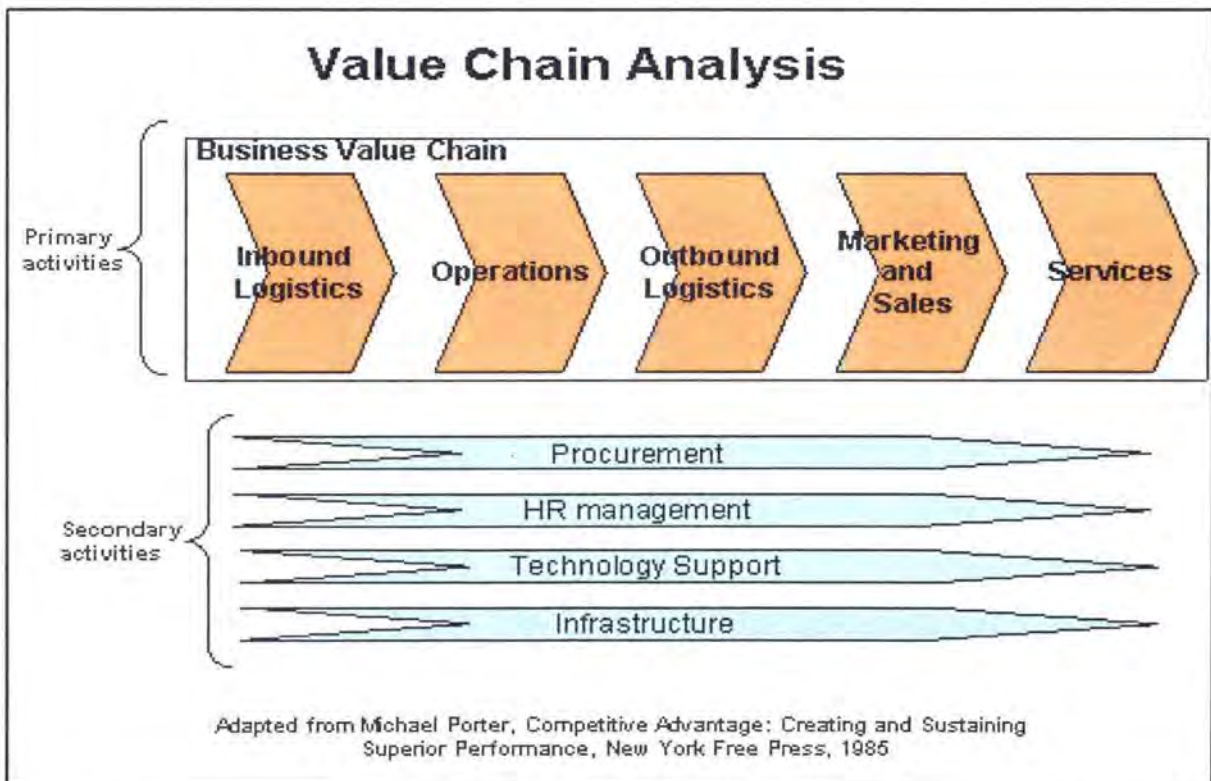 Value Chain Analysis
Business Value Chain
Primary
activities
Inbound
Logistics
Operations
Outbound
Logistics
Marketing
and
Sales
Services
Secondary
activities
Procurement
HR management
Technology Support
Infrastructure
Adapted from Michael Porter, Competitive Advantage: Creating and Sustaining
Superior Performance, New York Free Press, 1985